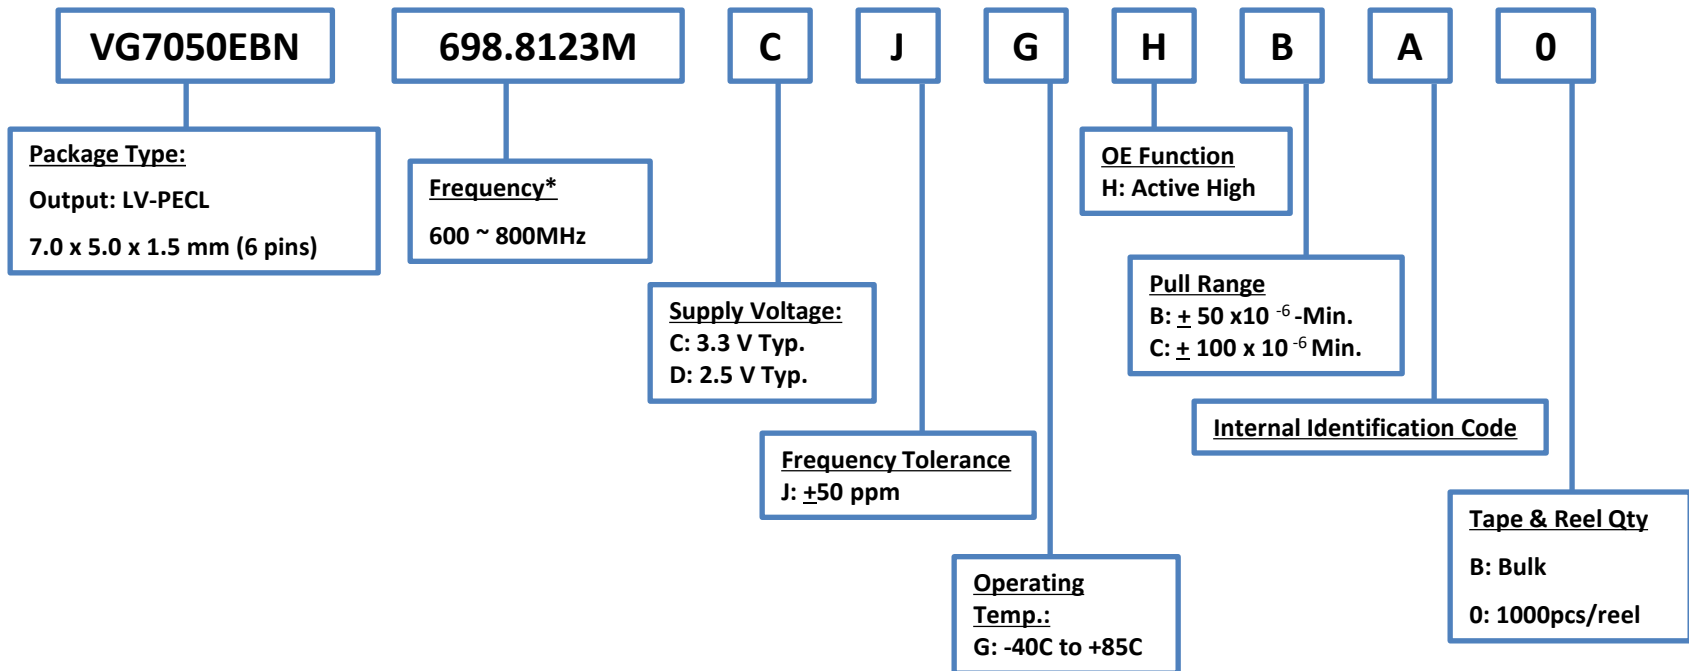 VG7050EBN
698.8123M
C
J
G
H
B
A
0
Package Type:
Output: LV-PECL
7.0 x 5.0 x 1.5 mm (6 pins)
Frequency*
600 ~ 800MHz
Supply Voltage:
C: 3.3 V Typ.
D: 2.5 V Typ.
Frequency Tolerance
J: ±50 ppm
Operating
Temp.:
G: -40C to +85C
OE Function
H: Active High
Pull Range
B: ± 50 x10 ⁻⁶ -Min.
C: ± 100 x 10 ⁻⁶ Min.
Internal Identification Code
Tape & Reel Qty
B: Bulk
0: 1000pcs/reel